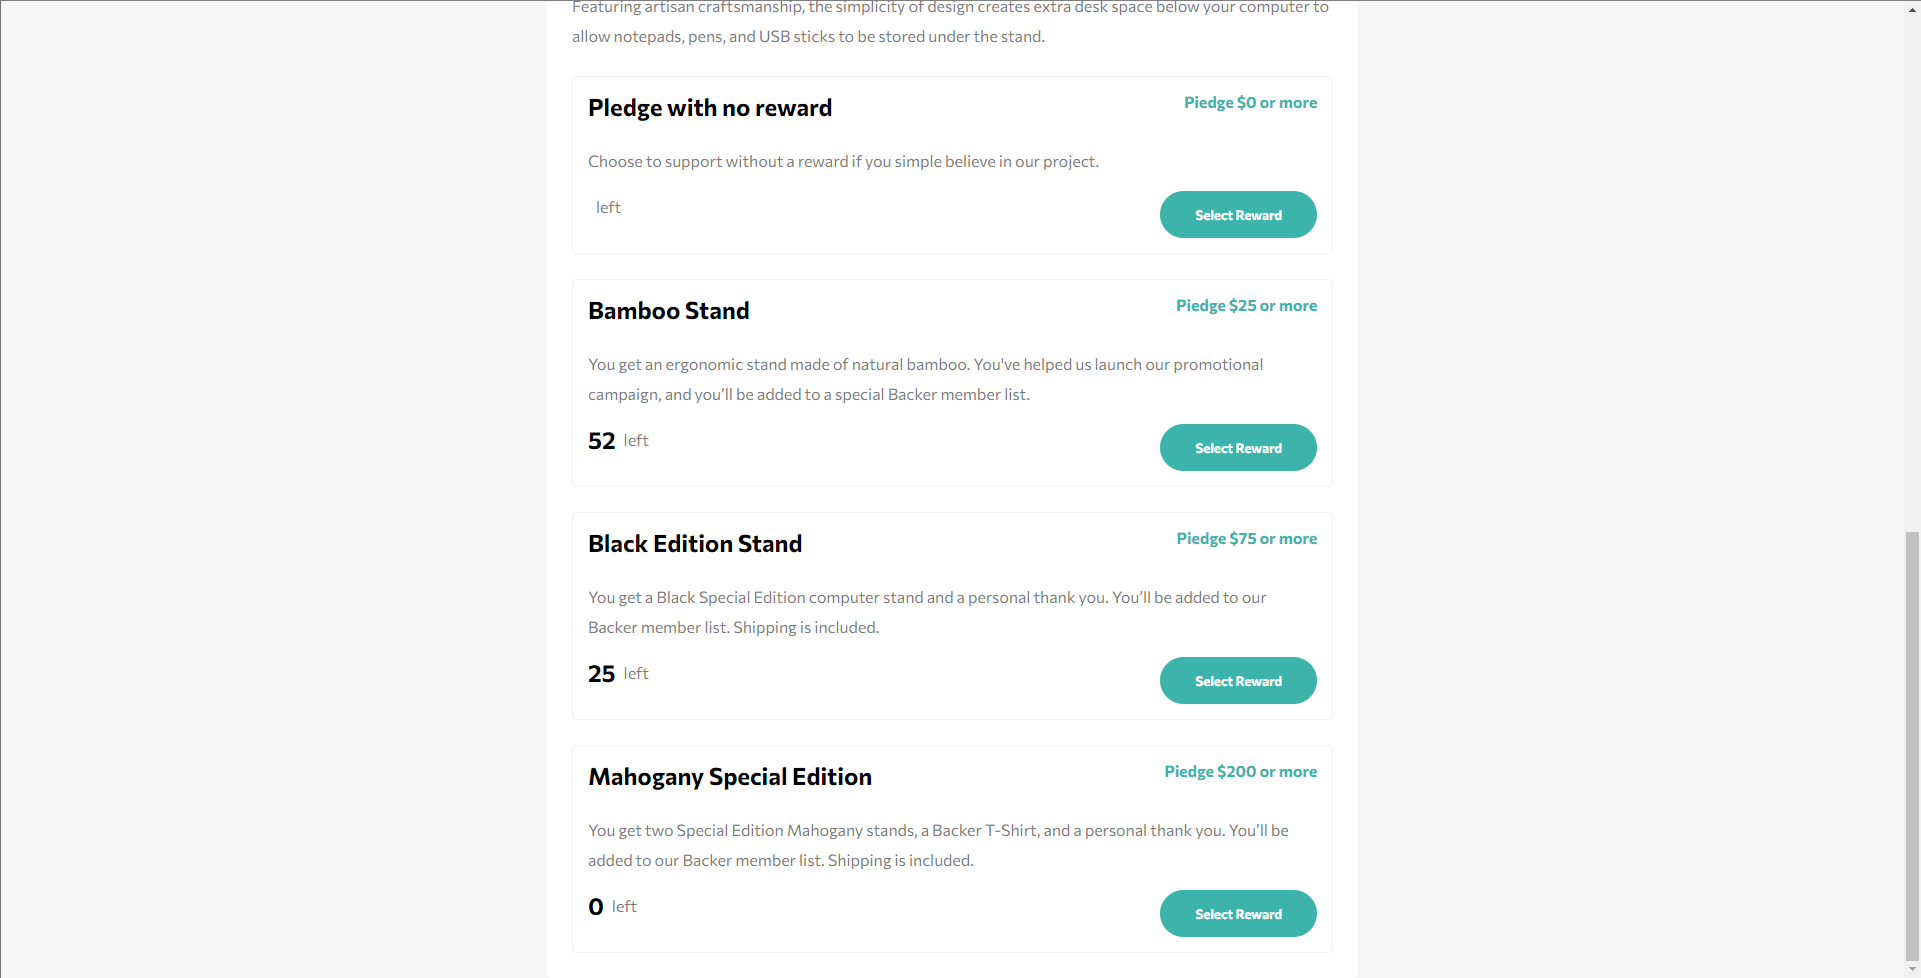 Featuring artisan craftsmanship, the simplicity of design creates extra desk space below your computer to
allow notepads, pens, and USB sticks to be stored under the stand.
Pledge with no reward
Piedge $0 or more
Choose to support without a reward if you simple believe in our project.
left
Select Reward
Bamboo Stand
Piedge $25 or more
You get an ergonomic stand made of natural bamboo. You've helped us launch our promotional
campaign, and you’ll be added to a special Backer member list.
52 left
Select Reward
Black Edition Stand
Piedge $75 or more
You get a Black Special Edition computer stand and a personal thank you. You’ll be added to our
Backer member list. Shipping is included.
25 left
Select Reward
Mahogany Special Edition
Piedge $200 or more
You get two Special Edition Mahogany stands, a Backer T-Shirt, and a personal thank you. You’ll be
added to our Backer member list. Shipping is included.
0 left
Select Reward